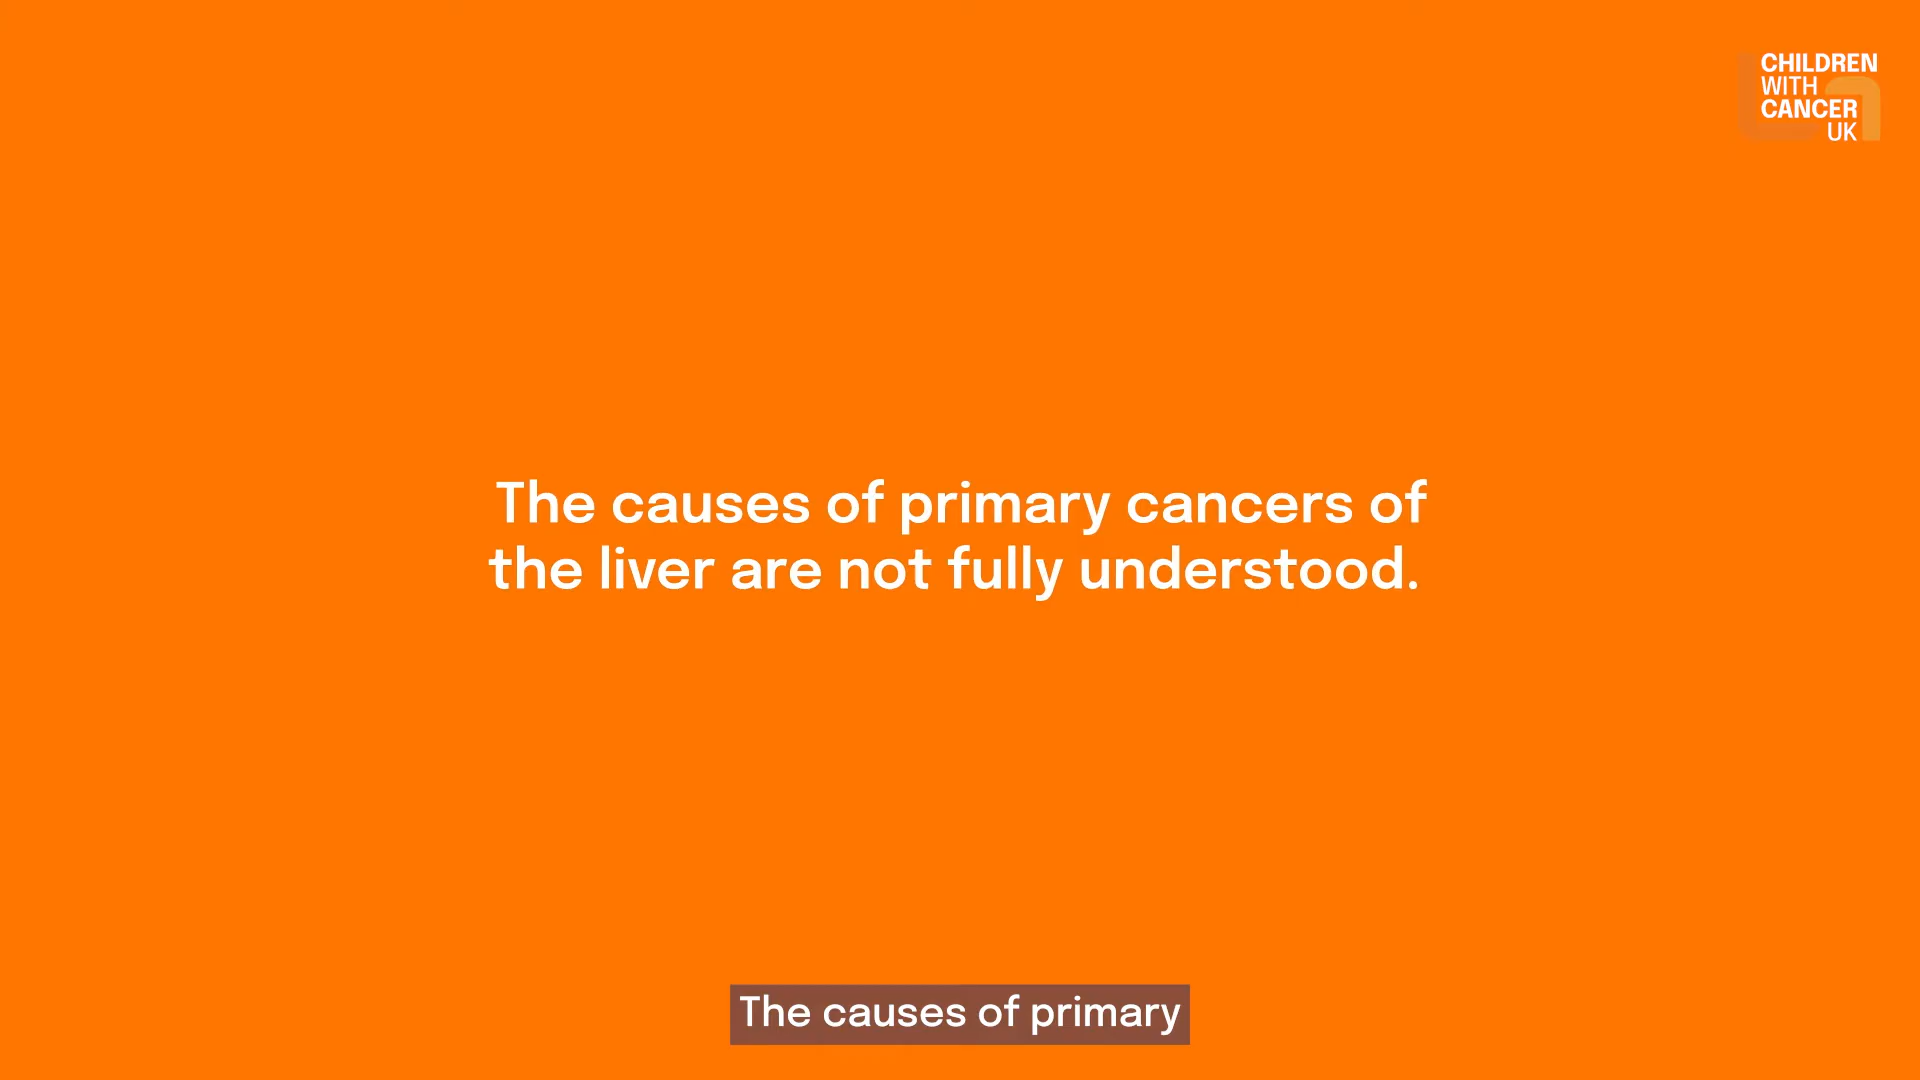 CHILDREN
WITH
CANCER
UK
The causes of primary cancers of
the liver are not fully understood.
The causes of primary